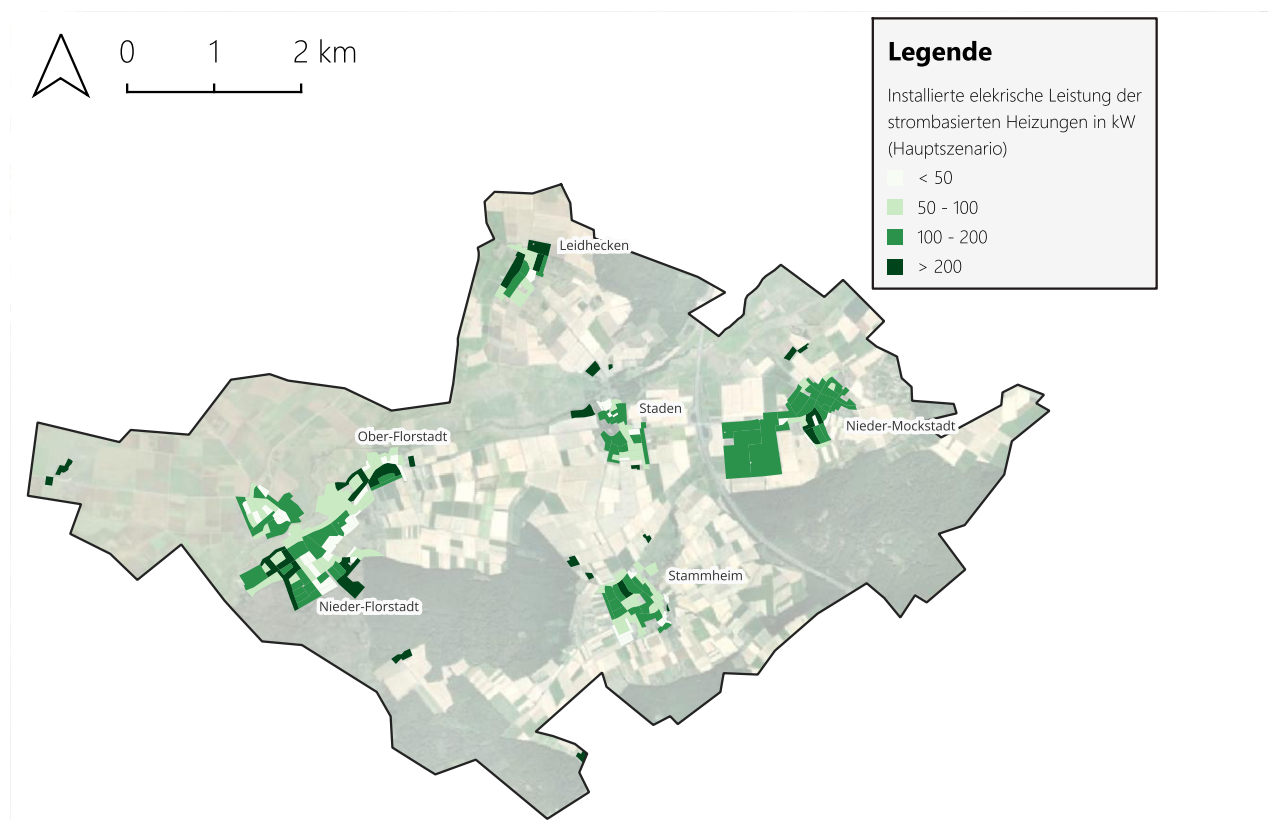 0 1 2 km
Legende
Installierte elekrische Leistung der
strombasierten Heizungen in kW
(Hauptszenario)
< 50
50 - 100
100 - 200
> 200
Leidhecken
Staden
Nieder-Mockstadt
Ober-Florstadt
Stammheim
Nieder-Florstadt